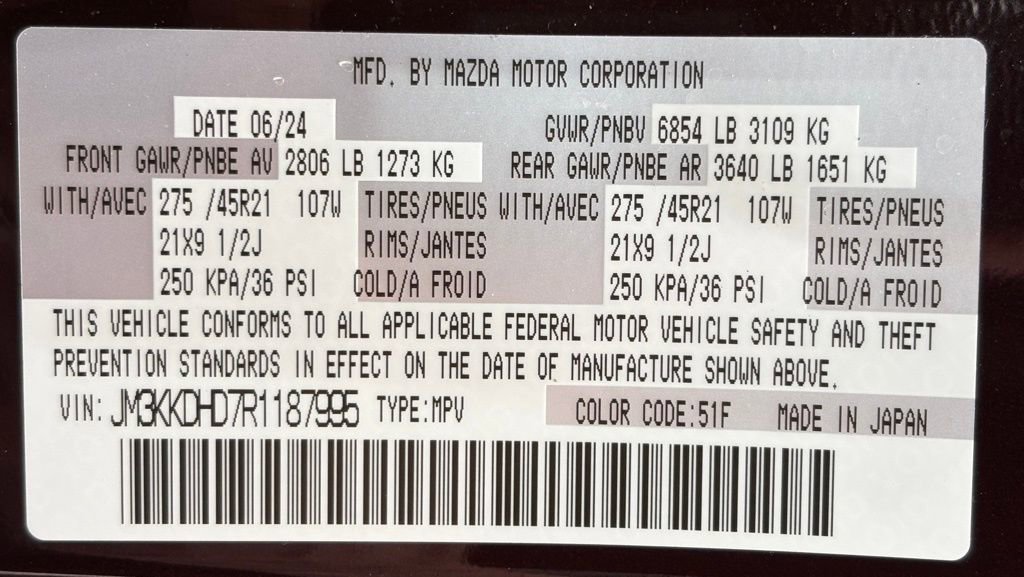 MFD. BY MAZDA MOTOR CORPORATION
DATE 06/24 GVWR/PNBV 6854 LB 3109 KG
FRONT GAWR/PNBE AV 2806 LB 1273 KG REAR GAWR/PNBE AR 3640 LB 1651 KG
WITH/AVEC 275 /45R21 107W TIRES/PNEUS WITH/AVEC 275 /45R21 107W TIRES/PNEUS
21X9 1/2J RIMS/JANTES 21X9 1/2J RIMS/JANTES
250 KPA/36 PSI COLD/A FROID 250 KPA/36 PSI COLD/A FROID
THIS VEHICLE CONFORMS TO ALL APPLICABLE FEDERAL MOTOR VEHICLE SAFETY AND THEFT
PREVENTION STANDARDS IN EFFECT ON THE DATE OF MANUFACTURE SHOWN ABOVE.
VIN: JM3KKDHD7R1187995 TYPE:MPV COLOR CODE:51F MADE IN JAPAN